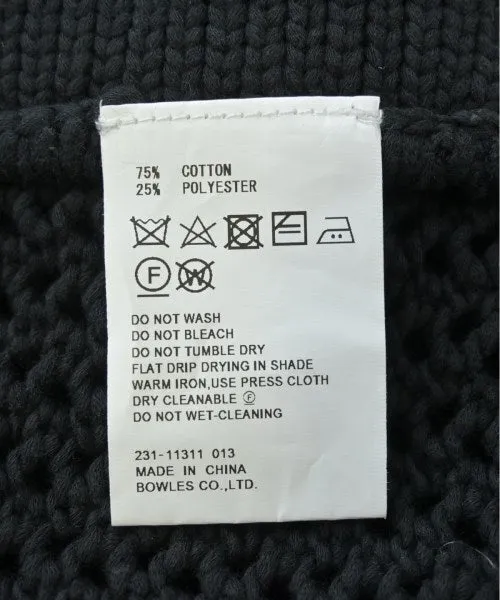 75% COTTON
25% POLYESTER
F W
DO NOT WASH
DO NOT BLEACH
DO NOT TUMBLE DRY
FLAT DRIP DRYING IN SHADE
WARM IRON,USE PRESS CLOTH
DRY CLEANABLE Ⓕ
DO NOT WET-CLEANING
231-11311 013
MADE IN CHINA
BOWLES CO.,LTD.